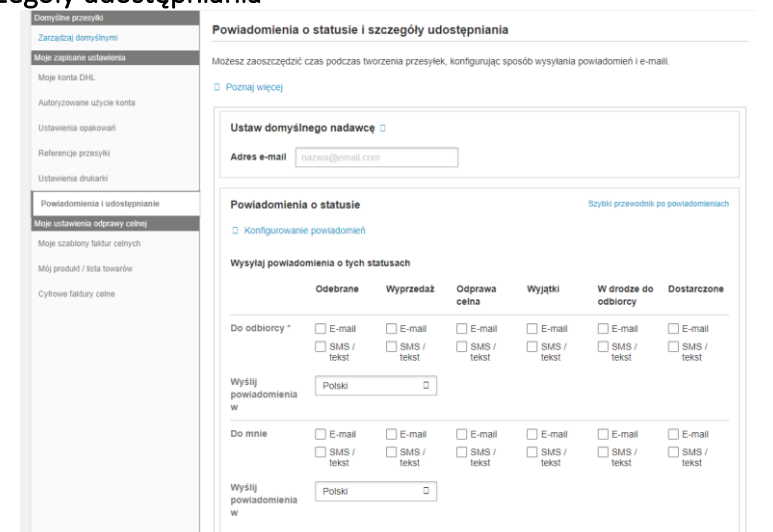 Domyślne przesyłki
Zarządzaj domyślnymi
Moje zapisane ustawienia
Moje konta DHL
Autoryzowane użycie konta
Ustawienia opakowań
Referencje przesyłki
Ustawienia drukarki
Powiadomienia i udostępnianie
Moje ustawienia odprawy celnej
Moje szablony faktur celnych
Mój produkt / lista towarów
Cyfrowe faktury celne
Powiadomienia o statusie i szczegóły udostępniania
Możesz zaoszczędzić czas podczas tworzenia przesyłek, konfigurując sposób wysyłania powiadomień i e-maili.
Poznaj więcej
Ustaw domyślnego nadawcę
Adres e-mail nazwa@email.com
Powiadomienia o statusie Szybki przewodnik po powiadomieniach
Konfigurowanie powiadomień
Wysyłaj powiadomienia o tych statusach
Odebrane Wyprzedaż Odprawa celna Wyjątki W drodze do odbiorcy Dostarczone
Do odbiorcy * E-mail E-mail E-mail E-mail E-mail E-mail
SMS / tekst SMS / tekst SMS / tekst SMS / tekst SMS / tekst SMS / tekst
Wyślij powiadomienia w Polski
Do mnie E-mail E-mail E-mail E-mail E-mail E-mail
SMS / tekst SMS / tekst SMS / tekst SMS / tekst SMS / tekst SMS / tekst
Wyślij powiadomienia w Polski